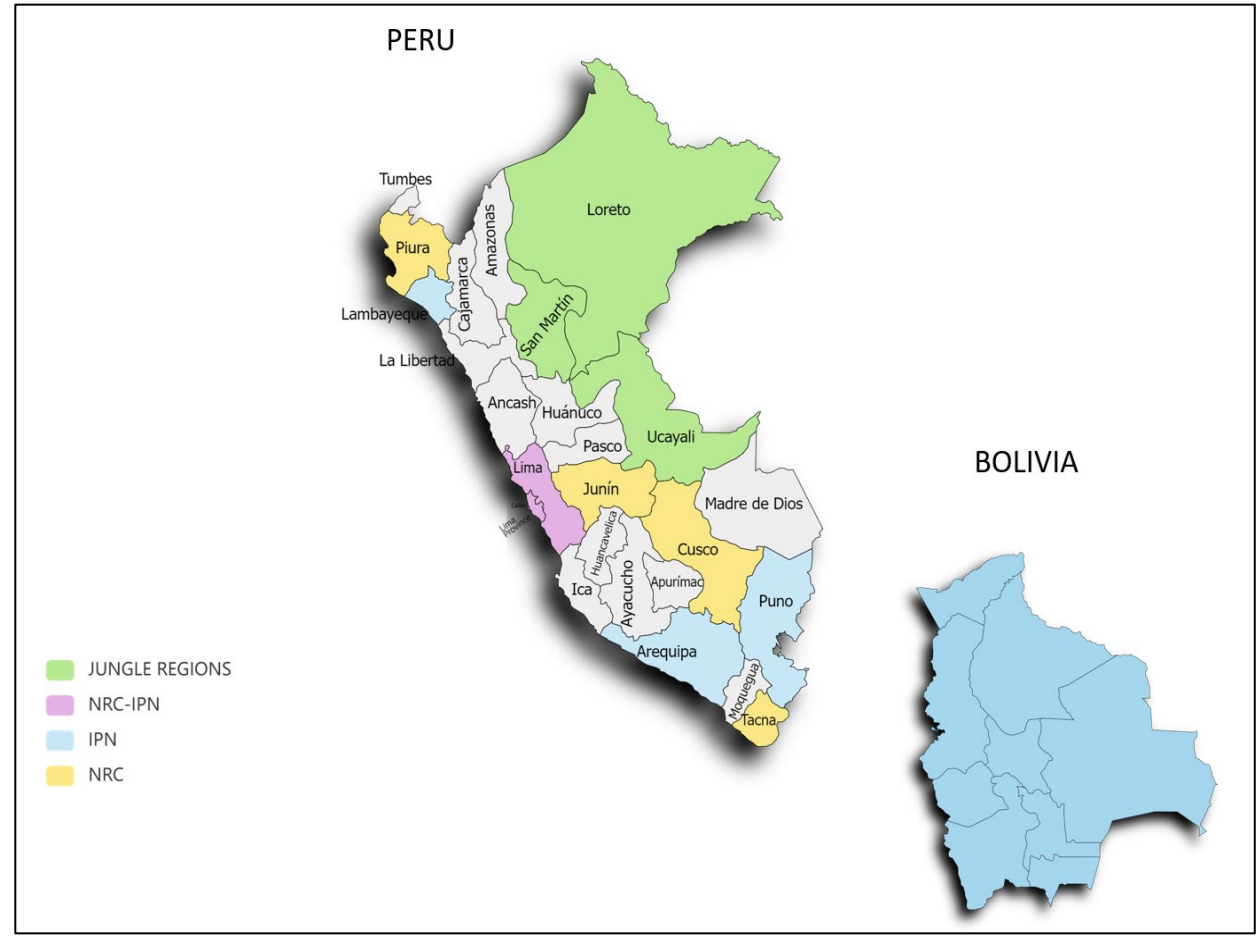 PERU
Tumbes
Loreto
Amazonas
Piura
Cajamarca
Lambayeque
San Martín
La Libertad
Ancash
Huánuco
Ucayali
Pasco
BOLIVIA
Lima
Junín
Madre de Dios
Lima
Province
Huancavelica
Cusco
Ica
Ayacucho
Apurímac
Puno
Arequipa
Moquegua
Tacna
JUNGLE REGIONS
NRC-IPN
IPN
NRC